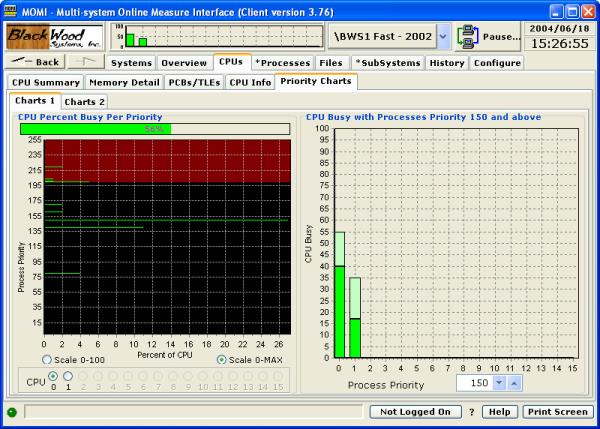 MOMI - Multi-system Online Measure Interface (Client version 3.76)
BlackWood
Systems, Inc.
100
50
0
\BWS1 Fast - 2002
Pause...
2004/06/18
15:26:55
Back
Systems Overview CPUs *Processes Files *SubSystems History Configure
CPU Summary Memory Detail PCBs/TLEs CPU Info Priority Charts
Charts 1 Charts 2
CPU Percent Busy Per Priority
56%
Process Priority
255
235
215
195
175
155
135
115
95
75
55
35
15
0 2 4 6 8 10 12 14 16 18 20 22 24 26
Percent of CPU
Scale 0-100 Scale 0-MAX
CPU
0 1 2 3 4 5 6 7 8 9 10 11 12 13 14 15
CPU Busy with Processes Priority 150 and above
CPU Busy
100
95
90
85
80
75
70
65
60
55
50
45
40
35
30
25
20
15
10
5
0
0 1 2 3 4 5 6 7 8 9 10 11 12 13 14 15
Process Priority 150
Not Logged On ? Help Print Screen